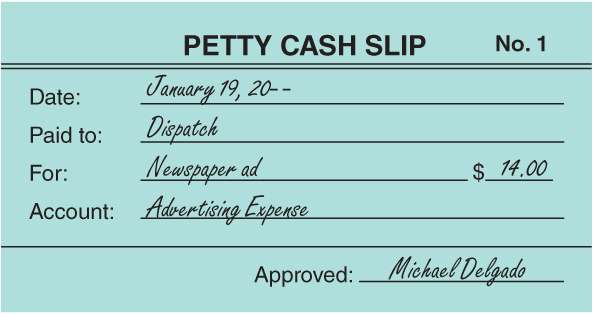 PETTY CASH SLIP No. 1
Date: January 19, 20--
Paid to: Dispatch
For: Newspaper ad $ 14.00
Account: Advertising Expense
Approved: Michael Delgado